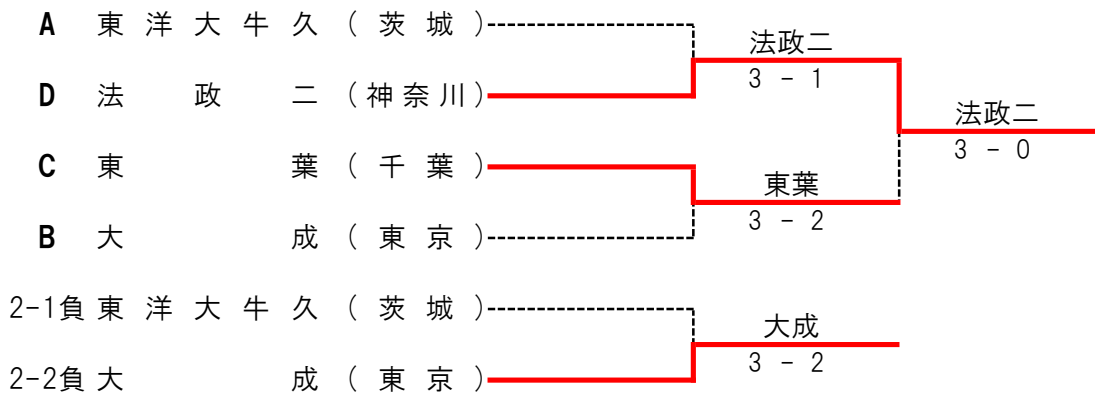 A 東洋大牛久(茨城)
法政二
3 - 1
D 法政二(神奈川)
法政二
3 - 0
C 東葉(千葉)
東葉
3 - 2
B 大成(東京)
2-1負 東洋大牛久(茨城)
大成
3 - 2
2-2負 大成(東京)